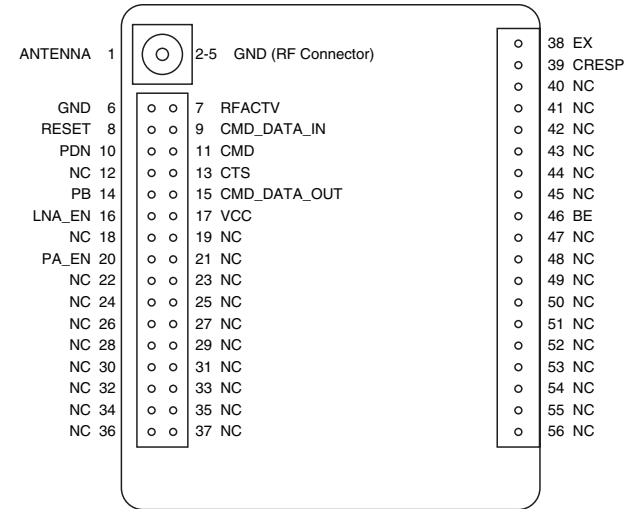 ANTENNA 1 2-5 GND (RF Connector)
GND 6 7 RFACTV
RESET 8 9 CMD_DATA_IN
PDN 10 11 CMD
NC 12 13 CTS
PB 14 15 CMD_DATA_OUT
LNA_EN 16 17 VCC
NC 18 19 NC
PA_EN 20 21 NC
NC 22 23 NC
NC 24 25 NC
NC 26 27 NC
NC 28 29 NC
NC 30 31 NC
NC 32 33 NC
NC 34 35 NC
NC 36 37 NC
38 EX
39 CRESP
40 NC
41 NC
42 NC
43 NC
44 NC
45 NC
46 BE
47 NC
48 NC
49 NC
50 NC
51 NC
52 NC
53 NC
54 NC
55 NC
56 NC